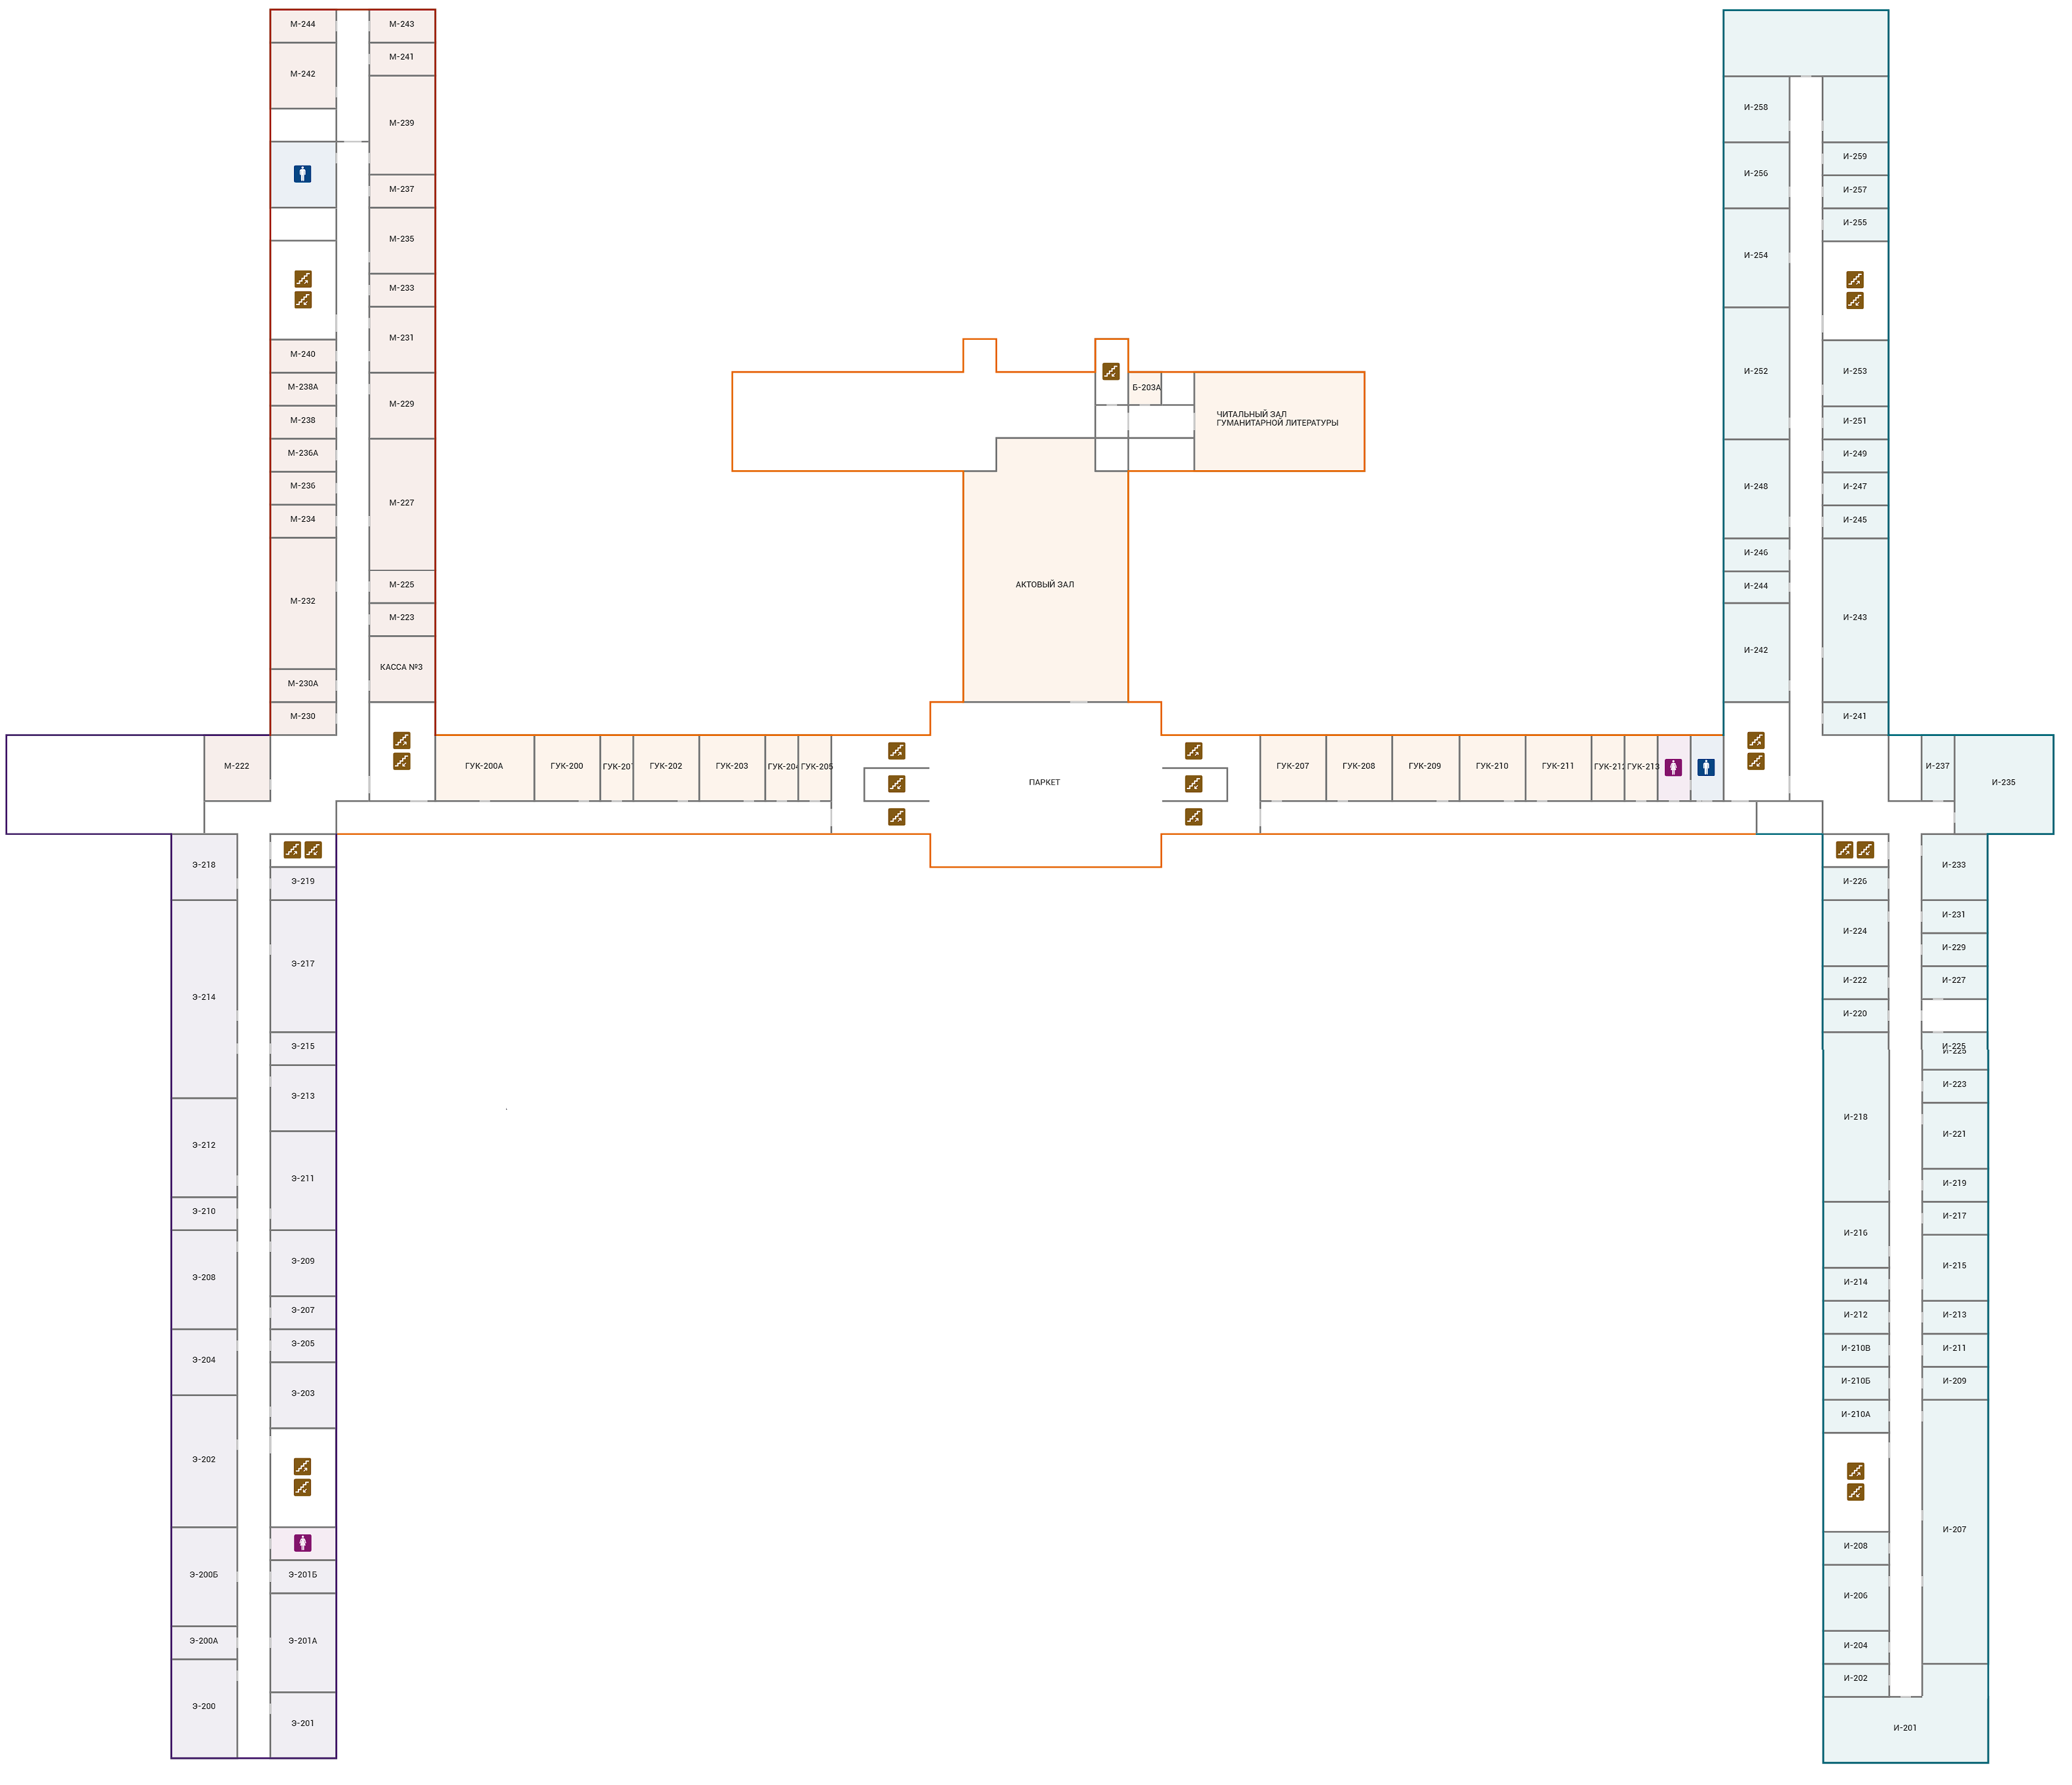 М-244
М-243
М-242
М-241
М-239
М-237
М-235
М-233
М-231
М-240
М-238А
М-229
М-238
М-236А
М-236
М-227
М-234
М-232
М-225
М-223
КАССА №3
М-230А
М-230
М-222
ГУК-200А
ГУК-200
ГУК-201
ГУК-202
ГУК-203
ГУК-204
ГУК-205
Б-203А
ЧИТАЛЬНЫЙ ЗАЛ
ГУМАНИТАРНОЙ ЛИТЕРАТУРЫ
АКТОВЫЙ ЗАЛ
ПАРКЕТ
ГУК-207
ГУК-208
ГУК-209
ГУК-210
ГУК-211
ГУК-212
ГУК-213
И-258
И-259
И-256
И-257
И-255
И-254
И-252
И-253
И-251
И-249
И-248
И-247
И-245
И-246
И-244
И-243
И-242
И-241
И-237
И-235
Э-218
Э-219
Э-217
Э-214
Э-215
Э-213
Э-212
Э-211
Э-210
Э-209
Э-208
Э-207
Э-205
Э-204
Э-203
Э-202
Э-200Б
Э-201Б
Э-200А
Э-201А
Э-200
Э-201
И-233
И-226
И-231
И-224
И-229
И-222
И-227
И-220
И-225
И-225
И-223
И-218
И-221
И-219
И-217
И-216
И-215
И-214
И-212
И-213
И-210В
И-211
И-210Б
И-209
И-210А
И-207
И-208
И-206
И-204
И-202
И-201